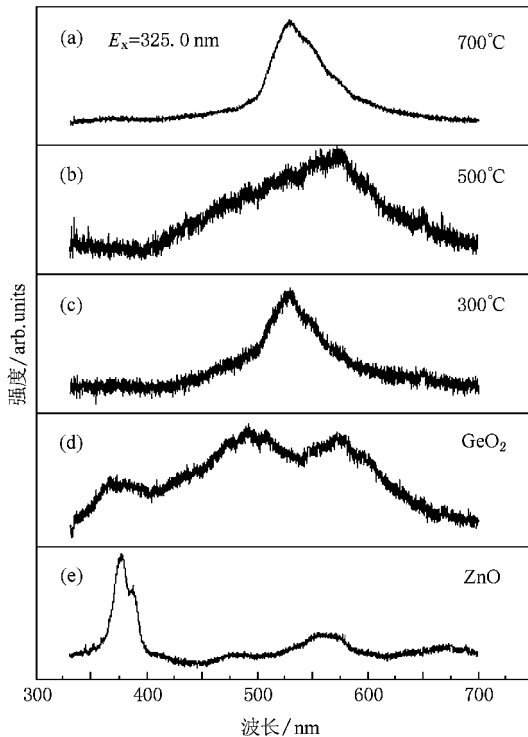 (a) Eₓ=325.0 nm 700℃
(b) 500℃
(c) 300℃
(d) GeO₂
(e) ZnO
强度/arb.units
300 400 500 600 700
波长/nm